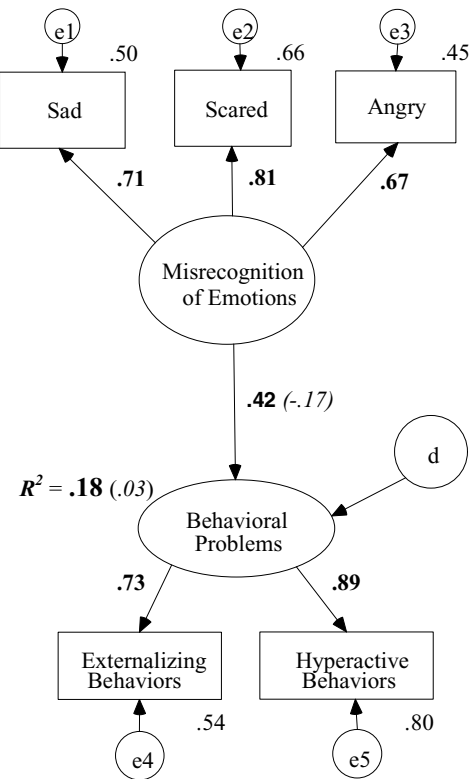 e1
e2
e3
.50
.66
.45
Sad
Scared
Angry
.71
.81
.67
Misrecognition
of Emotions
.42 (-.17)
d
R² = .18 (.03)
Behavioral
Problems
.73
.89
Externalizing
Behaviors
Hyperactive
Behaviors
.54
.80
e4
e5